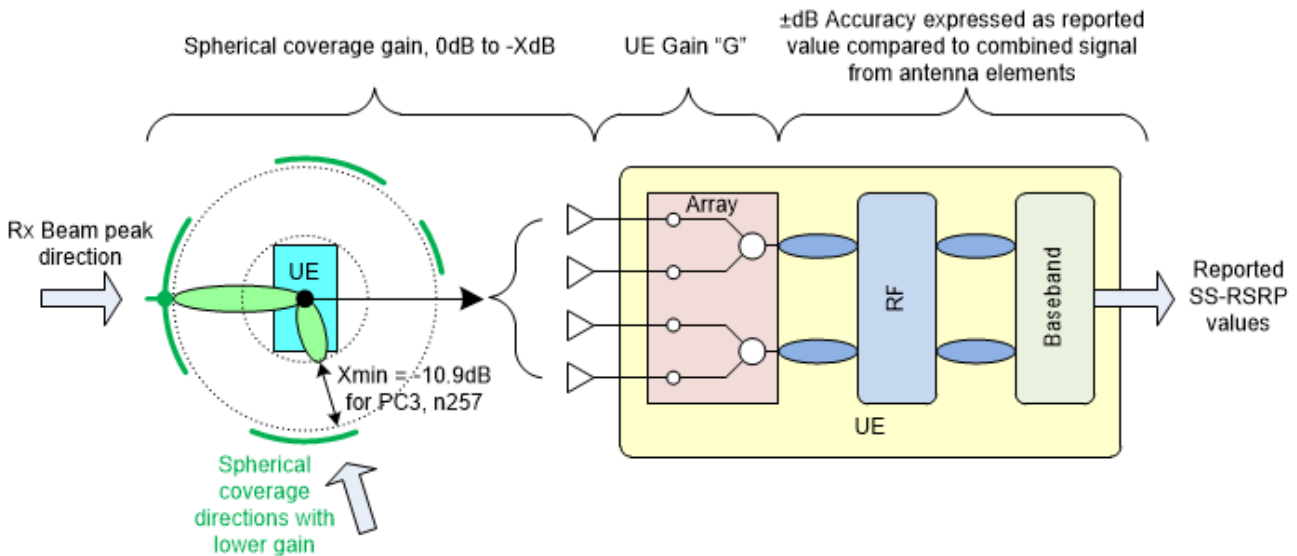 Spherical coverage gain, 0dB to -XdB
UE Gain “G”
±dB Accuracy expressed as reported
value compared to combined signal
from antenna elements
Rx Beam peak
direction
UE
Xmin = -10.9dB
for PC3, n257
Spherical
coverage
directions with
lower gain
Array
RF
Baseband
UE
Reported
SS-RSRP
values